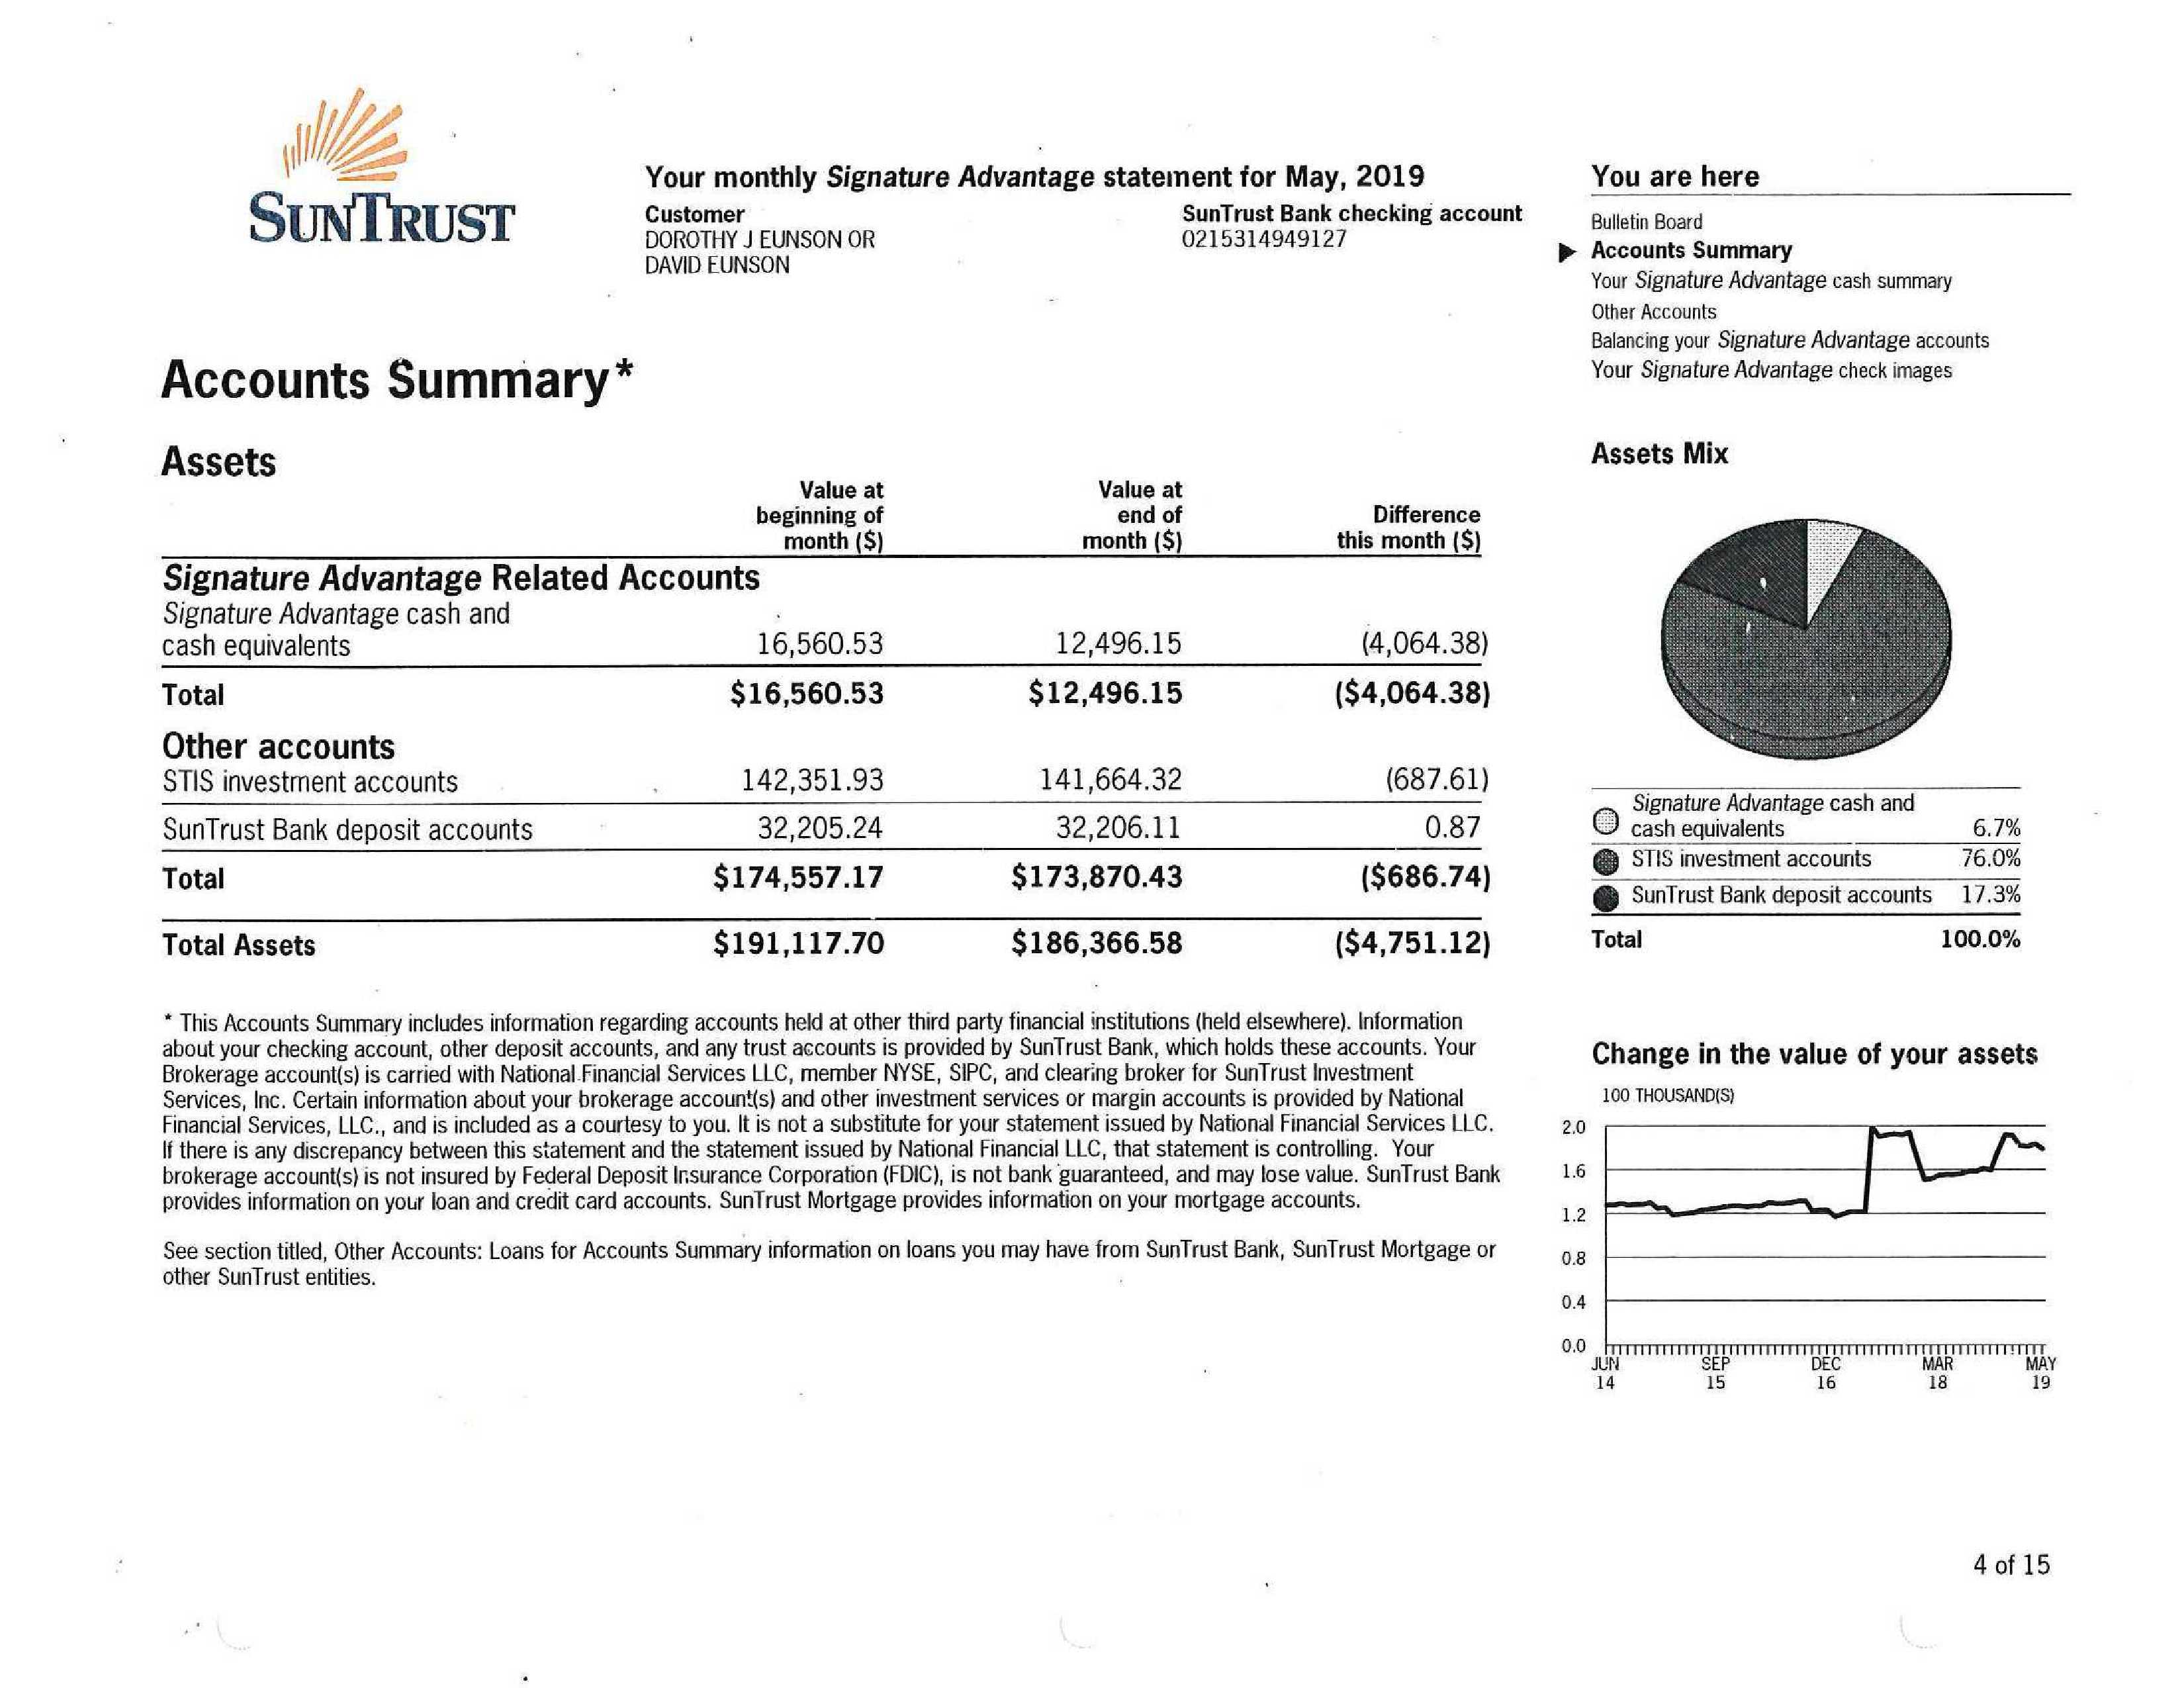 SUNTRUST
Your monthly Signature Advantage statement for May, 2019
Customer
DOROTHY J EUNSON OR
DAVID EUNSON
SunTrust Bank checking account
0215314949127
You are here
Bulletin Board
Accounts Summary
Your Signature Advantage cash summary
Other Accounts
Balancing your Signature Advantage accounts
Your Signature Advantage check images
Accounts Summary*
Assets
Value at beginning of month ($) Value at end of month ($) Difference this month ($)
Signature Advantage Related Accounts
Signature Advantage cash and
cash equivalents 16,560.53 12,496.15 (4,064.38)
Total $16,560.53 $12,496.15 ($4,064.38)
Other accounts
STIS investment accounts 142,351.93 141,664.32 (687.61)
SunTrust Bank deposit accounts 32,205.24 32,206.11 0.87
Total $174,557.17 $173,870.43 ($686.74)
Total Assets $191,117.70 $186,366.58 ($4,751.12)
* This Accounts Summary includes information regarding accounts held at other third party financial institutions (held elsewhere). Information
about your checking account, other deposit accounts, and any trust accounts is provided by SunTrust Bank, which holds these accounts. Your
Brokerage account(s) is carried with National Financial Services LLC, member NYSE, SIPC, and clearing broker for SunTrust Investment
Services, Inc. Certain information about your brokerage account(s) and other investment services or margin accounts is provided by National
Financial Services, LLC., and is included as a courtesy to you. It is not a substitute for your statement issued by National Financial Services LLC.
If there is any discrepancy between this statement and the statement issued by National Financial LLC, that statement is controlling. Your
brokerage account(s) is not insured by Federal Deposit Insurance Corporation (FDIC), is not bank guaranteed, and may lose value. SunTrust Bank
provides information on your loan and credit card accounts. SunTrust Mortgage provides information on your mortgage accounts.
See section titled, Other Accounts: Loans for Accounts Summary information on loans you may have from SunTrust Bank, SunTrust Mortgage or
other SunTrust entities.
Assets Mix
Signature Advantage cash and
cash equivalents 6.7%
STIS investment accounts 76.0%
SunTrust Bank deposit accounts 17.3%
Total 100.0%
Change in the value of your assets
100 THOUSAND(S)
2.0
1.6
1.2
0.8
0.4
0.0
JUN SEP DEC MAR MAY
14 15 16 18 19
4 of 15